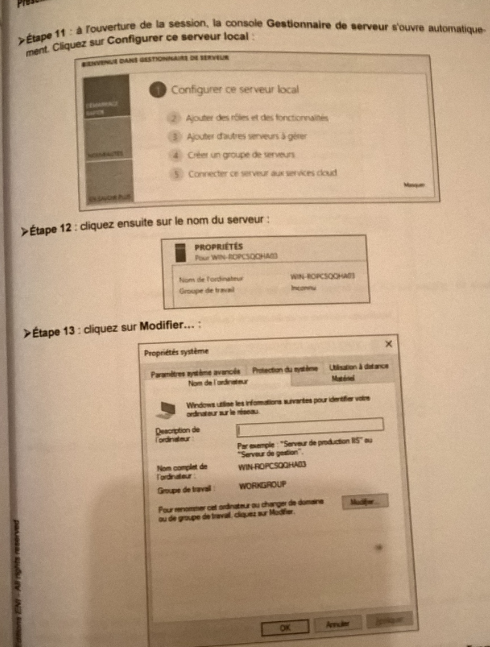 ➤Étape 11 : à l'ouverture de la session, la console Gestionnaire de serveur s'ouvre automatique-
ment. Cliquez sur Configurer ce serveur local :
BIENVENUE DANS GESTIONNAIRE DE SERVEUR
1 Configurer ce serveur local
2 Ajouter des rôles et des fonctionnalités
3 Ajouter d'autres serveurs à gérer
4 Créer un groupe de serveurs
5 Connecter ce serveur aux services cloud
DÉMARRAGE
RAPIDE
NOUVEAUTÉS
EN SAVOIR PLUS
Masquer
➤Étape 12 : cliquez ensuite sur le nom du serveur :
PROPRIÉTÉS
Pour WIN-ROPCSQQHA03
Nom de l'ordinateur WIN-ROPCSQQHA03
Groupe de travail Inconnu
➤Étape 13 : cliquez sur Modifier... :
Propriétés système
Paramètres système avancés Protection du système Utilisation à distance
Nom de l'ordinateur Matériel
Windows utilise les informations suivantes pour identifier votre
ordinateur sur le réseau.
Description de
l'ordinateur :
Par exemple : "Serveur de production IIS" ou
"Serveur de gestion".
Nom complet de
l'ordinateur :
WIN-ROPCSQQHA03
Groupe de travail : WORKGROUP
Pour renommer cet ordinateur ou changer de domaine
ou de groupe de travail, cliquez sur Modifier.
Modifier...
OK Annuler Appliquer
Editions ENI - All rights reserved